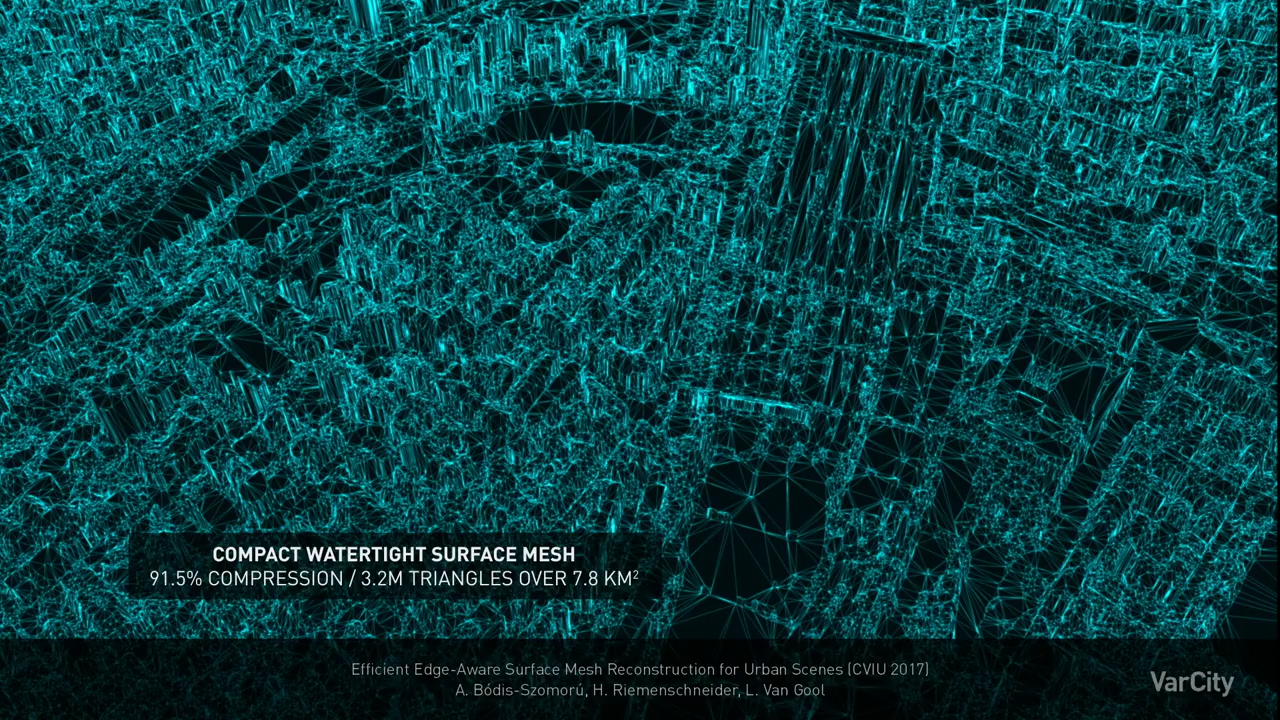 COMPACT WATERTIGHT SURFACE MESH
91.5% COMPRESSION / 3.2M TRIANGLES OVER 7.8 KM²
Efficient Edge-Aware Surface Mesh Reconstruction for Urban Scenes (CVIU 2017)
A. Bódis-Szomorú, H. Riemenschneider, L. Van Gool
VarCity